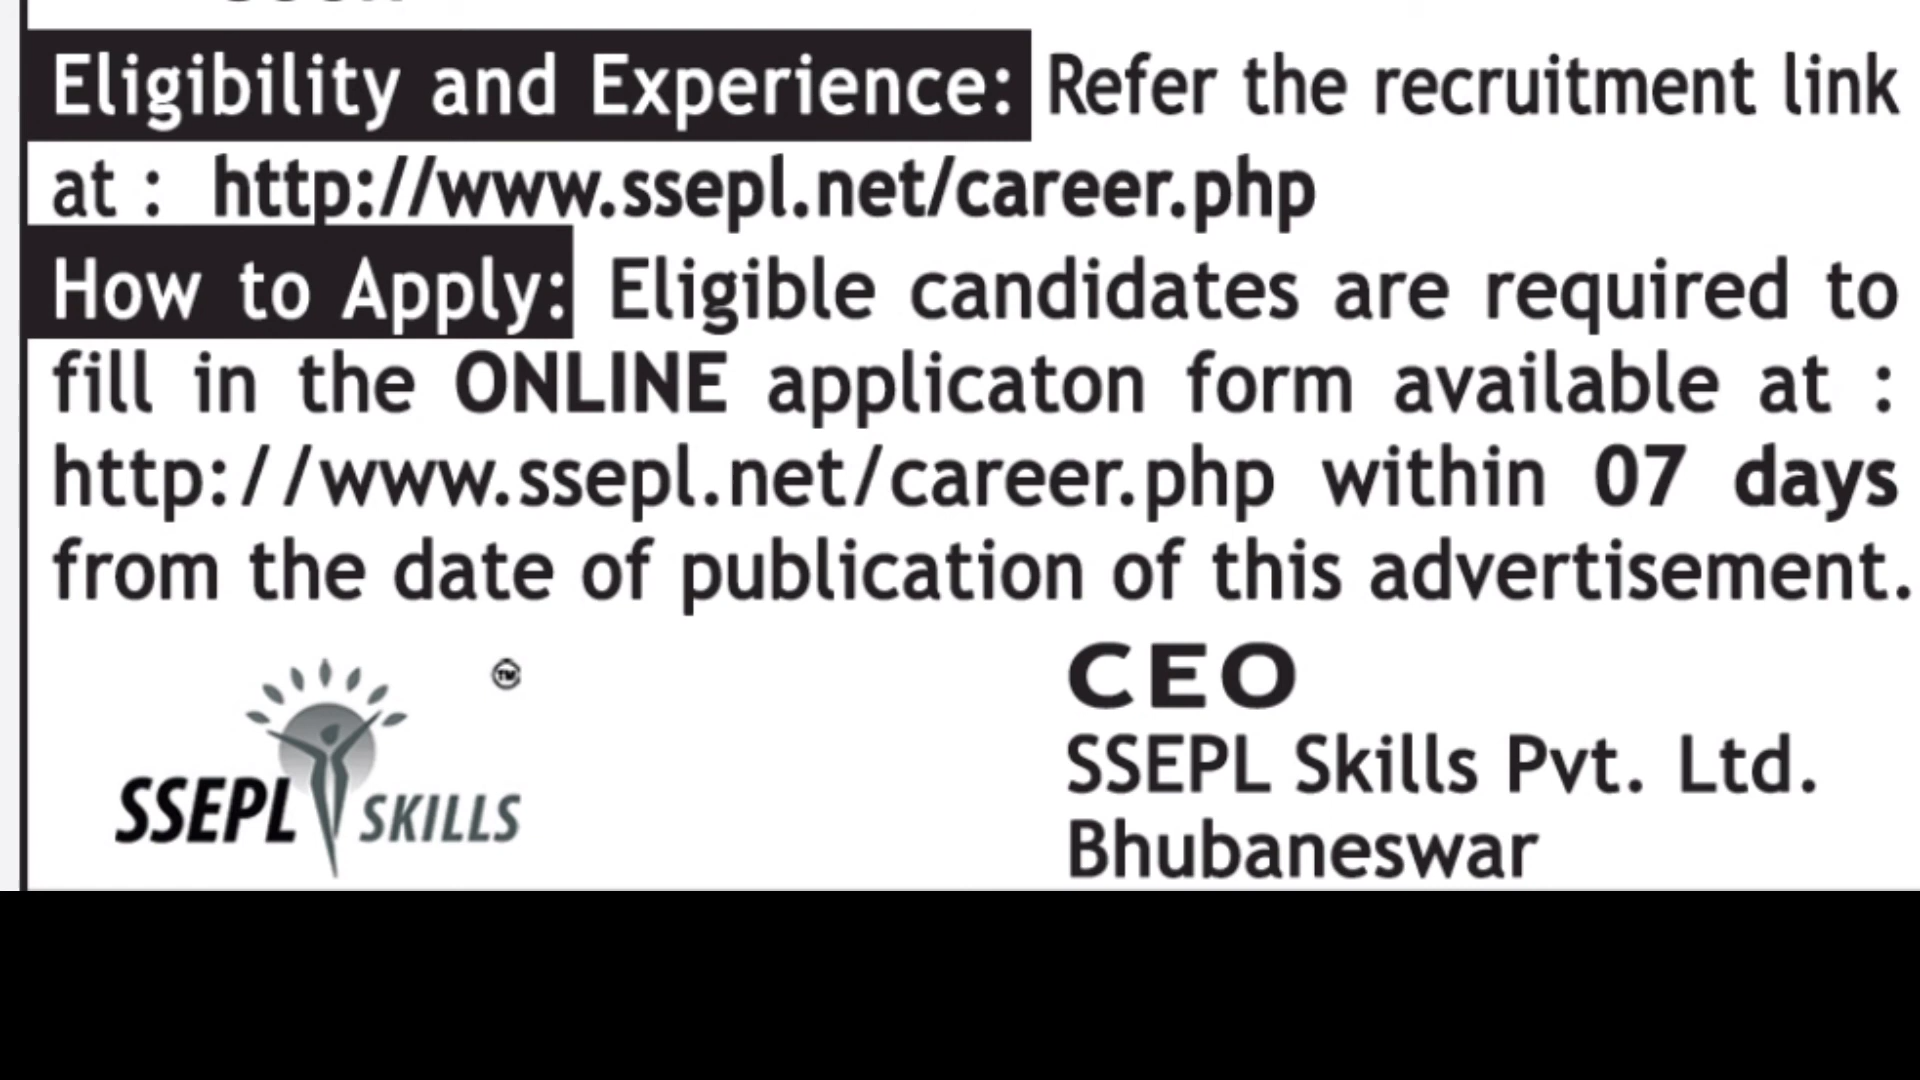 Eligibility and Experience: Refer the recruitment link
at : http://www.ssepl.net/career.php
How to Apply: Eligible candidates are required to
fill in the ONLINE applicaton form available at :
http://www.ssepl.net/career.php within 07 days
from the date of publication of this advertisement.
TM
SSEPL SKILLS
CEO
SSEPL Skills Pvt. Ltd.
Bhubaneswar